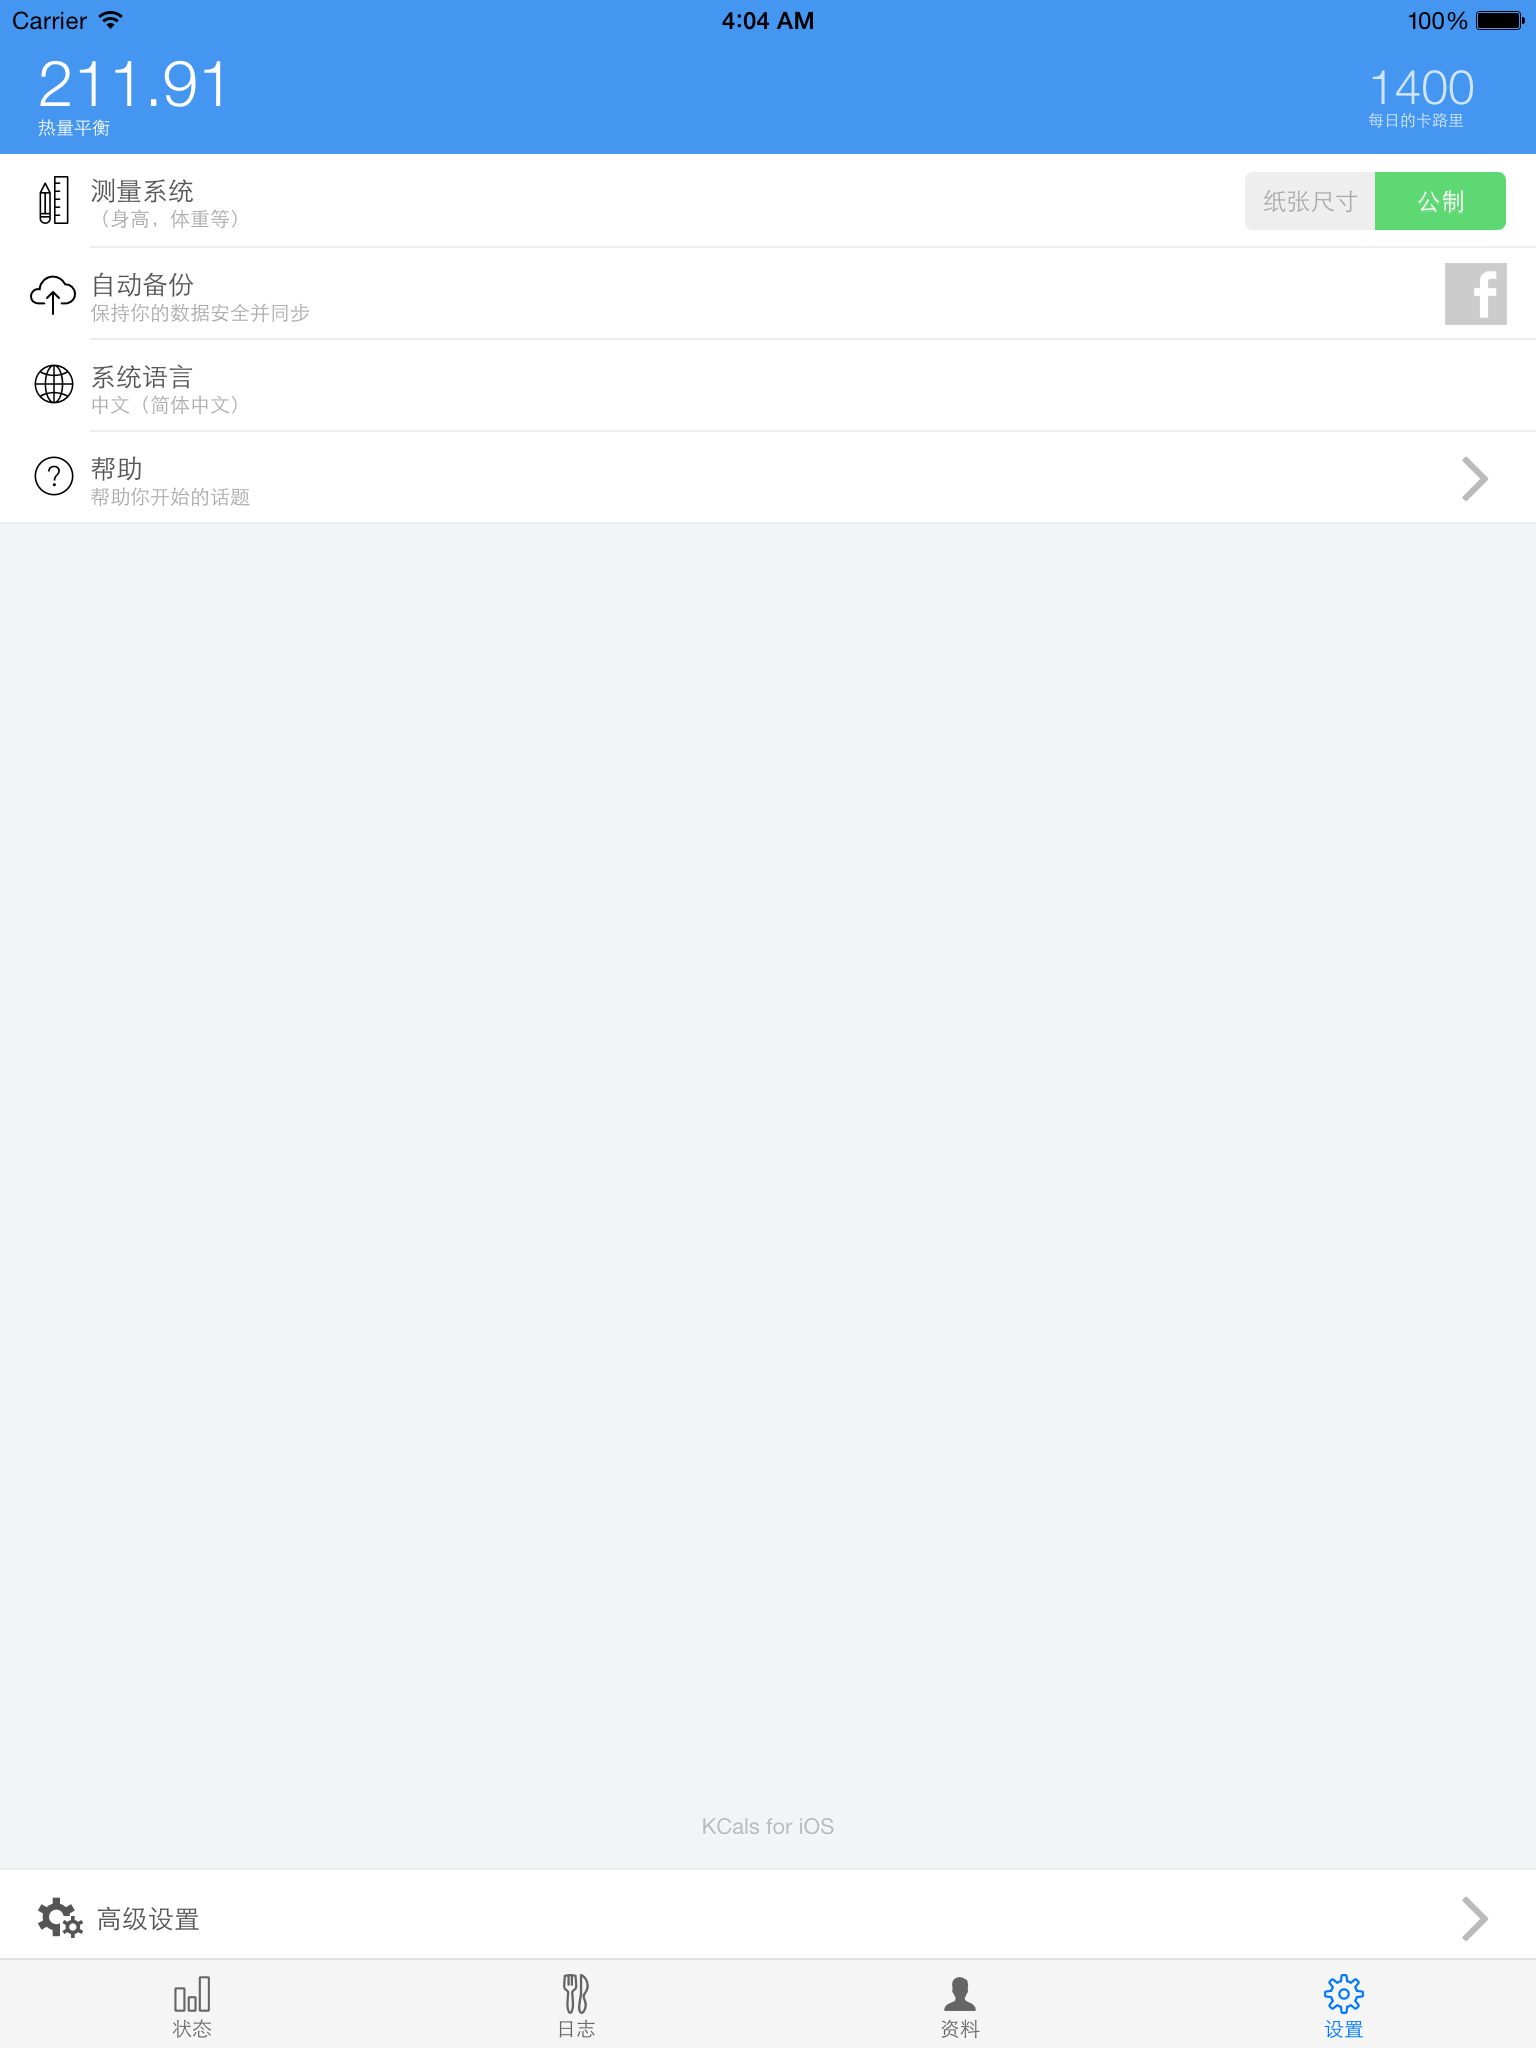 Carrier 4:04 AM 100%
211.91
热量平衡
1400
每日的卡路里
测量系统
（身高，体重等）
纸张尺寸 公制
自动备份
保持你的数据安全并同步
系统语言
中文（简体中文）
帮助
帮助你开始的话题
KCals for iOS
高级设置
状态 日志 资料 设置